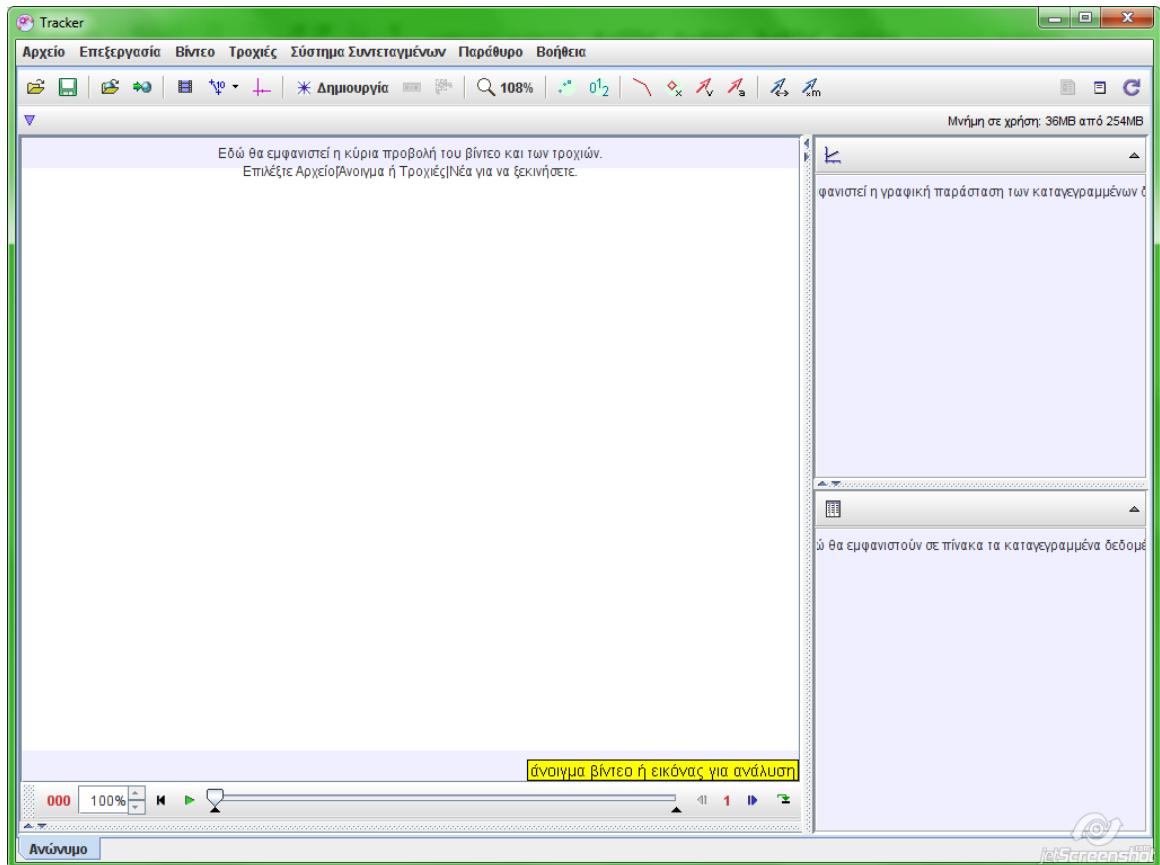 Tracker
Αρχείο Επεξεργασία Βίντεο Τροχιές Σύστημα Συντεταγμένων Παράθυρο Βοήθεια
Δημιουργία 108%
Μνήμη σε χρήση: 36MB από 254MB
Εδώ θα εμφανιστεί η κύρια προβολή του βίντεο και των τροχιών.
Επιλέξτε Αρχείο|Άνοιγμα ή Τροχιές|Νέα για να ξεκινήσετε.
φανιστεί η γραφική παράσταση των καταγεγραμμένων δ
ώ θα εμφανιστούν σε πίνακα τα καταγεγραμμένα δεδομέ
άνοιγμα βίντεο ή εικόνας για ανάλυση
000 100% 1
Ανώνυμο
jetScreenshot